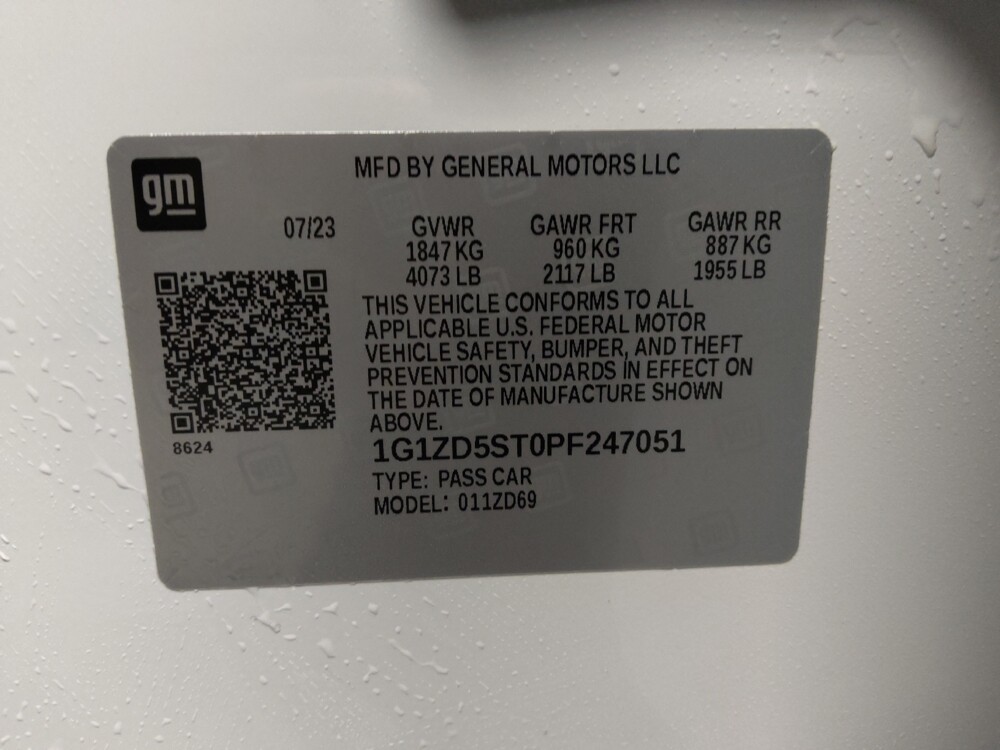 gm
MFD BY GENERAL MOTORS LLC
07/23 GVWR GAWR FRT GAWR RR
1847 KG 960 KG 887 KG
4073 LB 2117 LB 1955 LB
THIS VEHICLE CONFORMS TO ALL
APPLICABLE U.S. FEDERAL MOTOR
VEHICLE SAFETY, BUMPER, AND THEFT
PREVENTION STANDARDS IN EFFECT ON
THE DATE OF MANUFACTURE SHOWN
ABOVE.
8624
1G1ZD5ST0PF247051
TYPE: PASS CAR
MODEL: 011ZD69